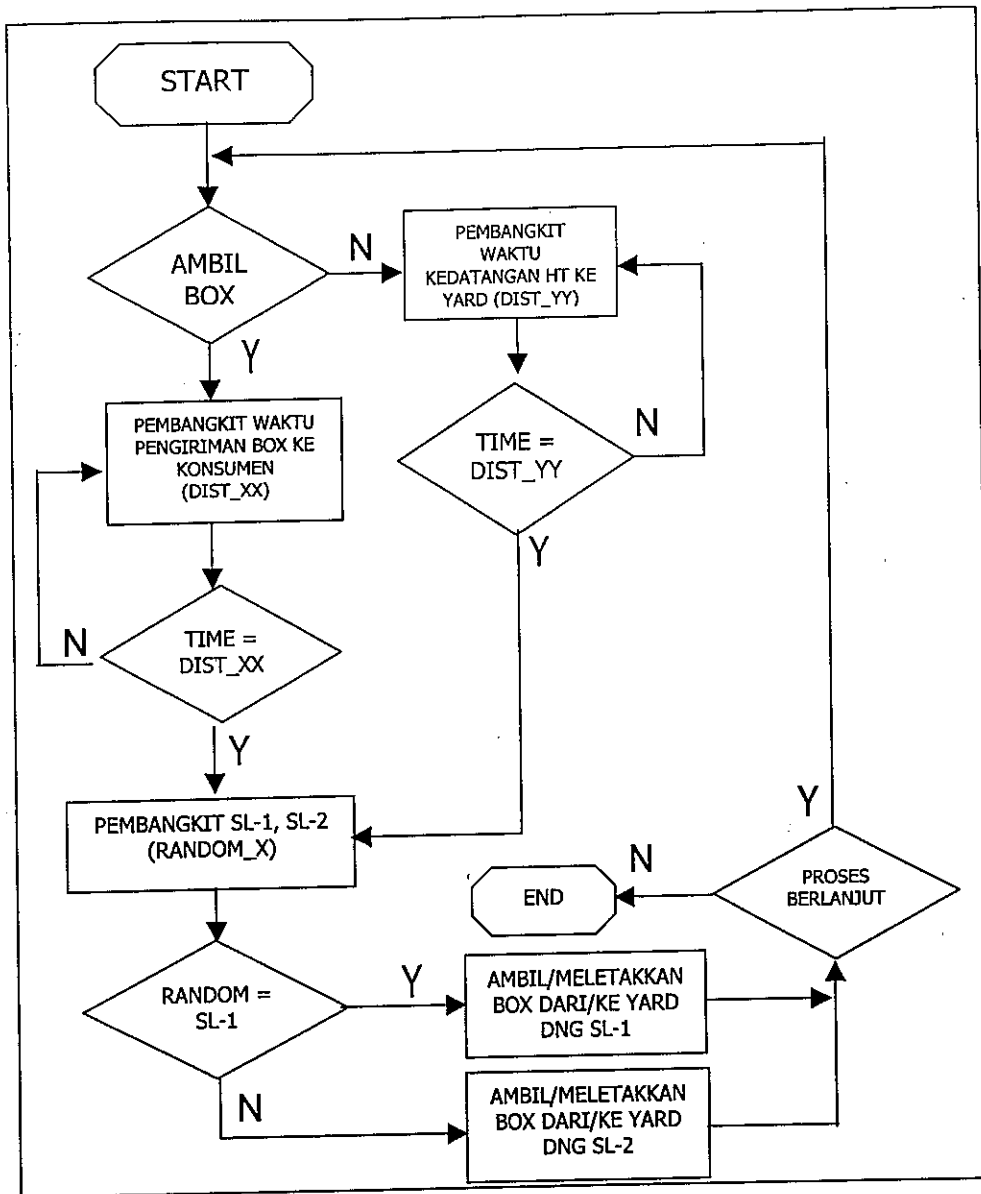 START
AMBIL
BOX
N
PEMBANGKIT
WAKTU
KEDATANGAN HT KE
YARD (DIST_YY)
Y
PEMBANGKIT WAKTU
PENGIRIMAN BOX KE
KONSUMEN
(DIST_XX)
TIME =
DIST_YY
N
Y
TIME =
DIST_XX
N
Y
PEMBANGKIT SL-1, SL-2
(RANDOM_X)
Y
PROSES
BERLANJUT
N
END
RANDOM =
SL-1
Y
AMBIL/MELETAKKAN
BOX DARI/KE YARD
DNG SL-1
N
AMBIL/MELETAKKAN
BOX DARI/KE YARD
DNG SL-2